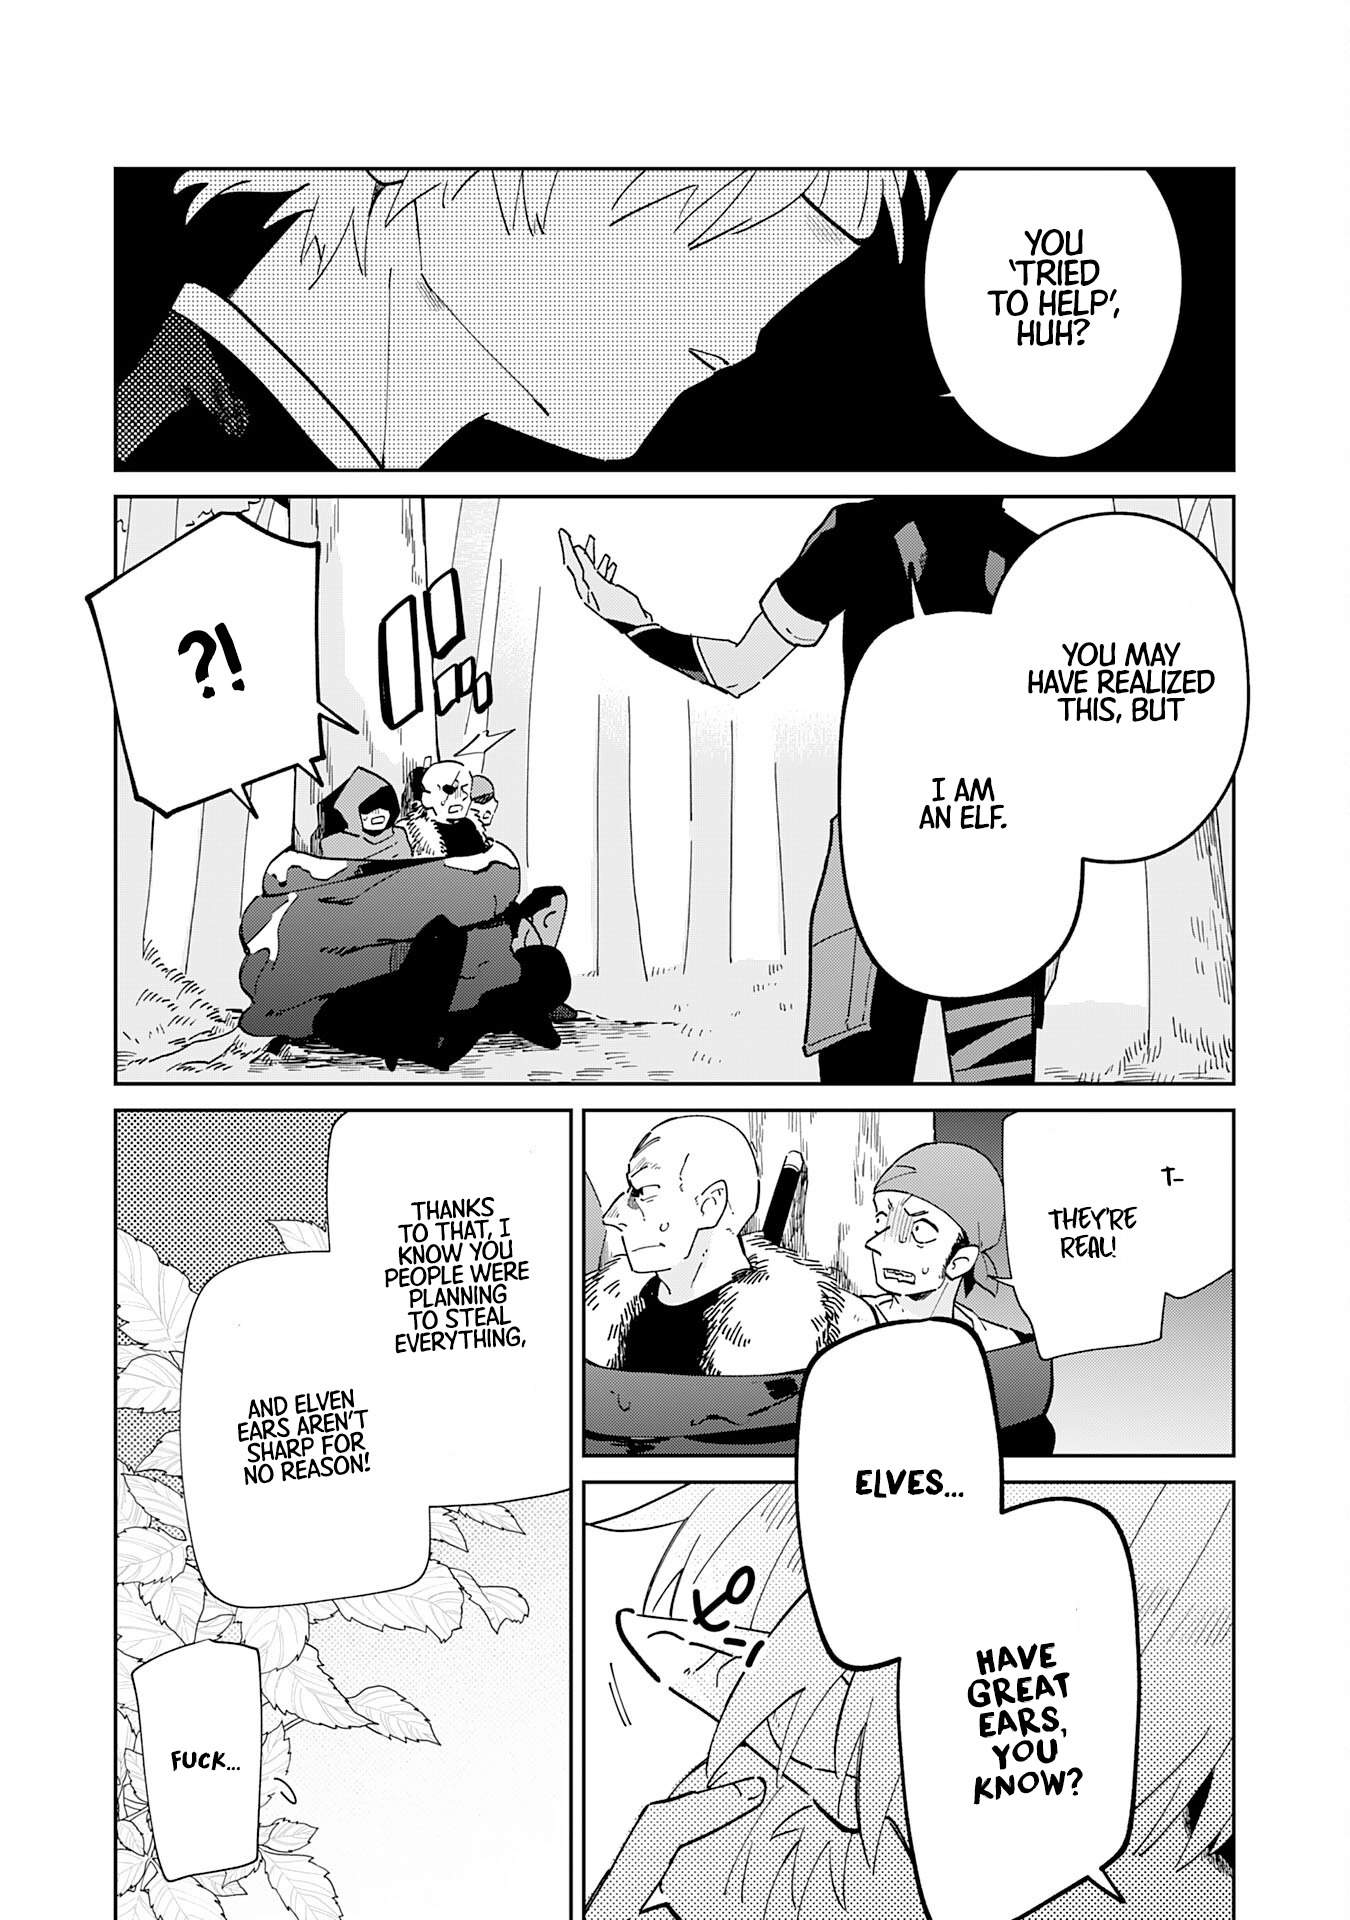 YOU
'TRIED
TO HELP',
HUH?
YOU MAY
HAVE REALIZED
THIS, BUT
I AM
AN ELF.
?!
T-
THEY'RE
REAL!
ELVES...
HAVE
GREAT
EARS,
YOU
KNOW?
ピ
THANKS
TO THAT, I
KNOW YOU
PEOPLE WERE
PLANNING
TO STEAL
EVERYTHING,
AND ELVEN
EARS AREN'T
SHARP FOR
NO REASON!
FUCK...